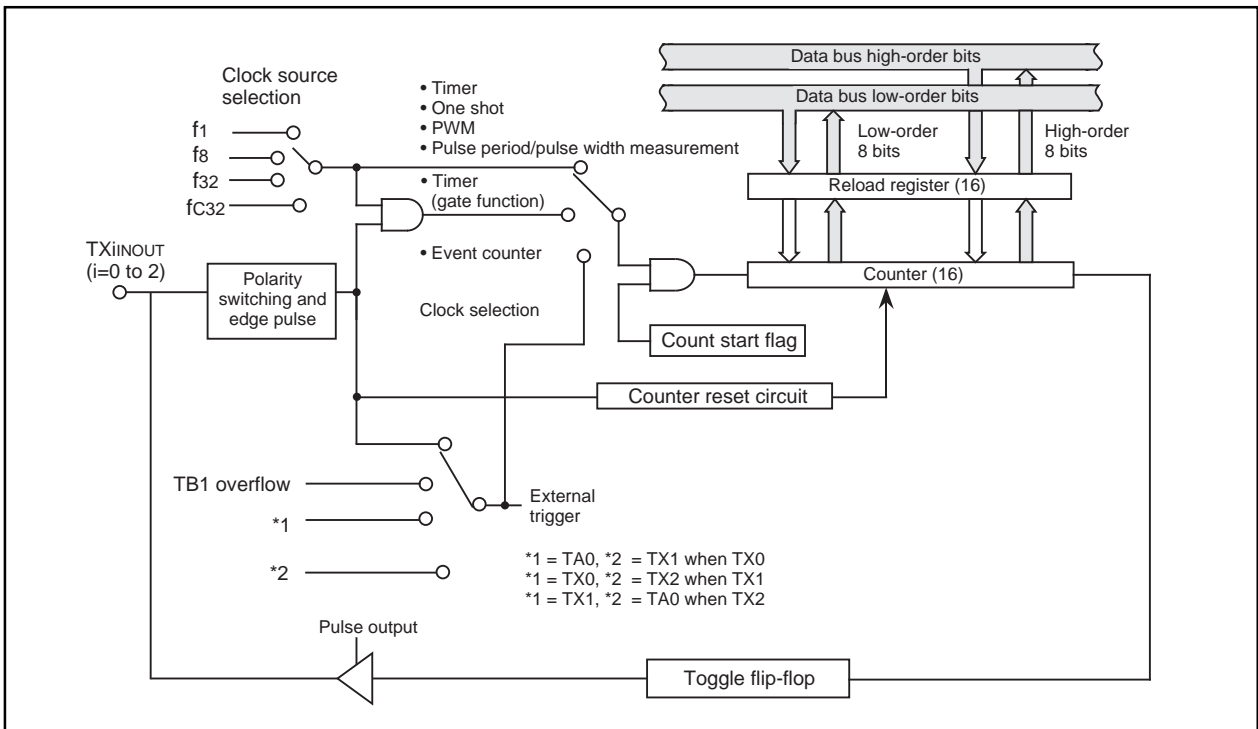 Clock source
selection
f1
f8
f32
fC32
• Timer
• One shot
• PWM
• Pulse period/pulse width measurement
• Timer
(gate function)
• Event counter
Clock selection
Data bus high-order bits
Data bus low-order bits
Low-order
8 bits
High-order
8 bits
Reload register (16)
Counter (16)
TXiINOUT
(i=0 to 2)
Polarity
switching and
edge pulse
Count start flag
Counter reset circuit
TB1 overflow
*1
*2
External
trigger
*1 = TA0, *2 = TX1 when TX0
*1 = TX0, *2 = TX2 when TX1
*1 = TX1, *2 = TA0 when TX2
Pulse output
Toggle flip-flop